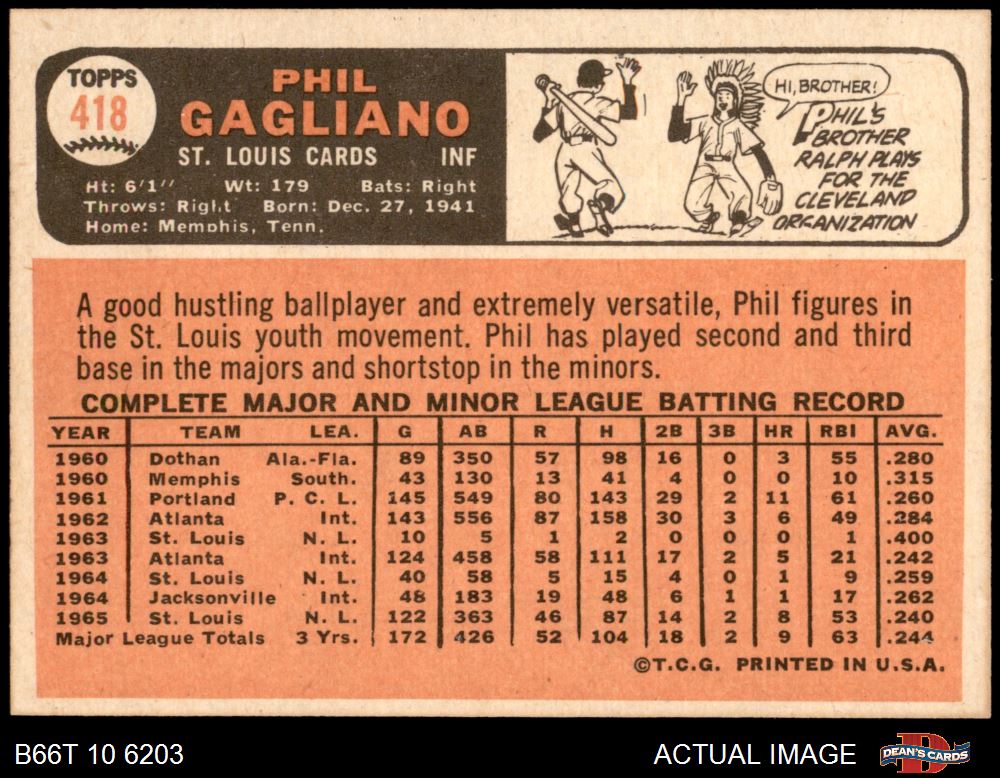 TOPPS
418
PHIL
GAGLIANO
ST. LOUIS CARDS INF
Ht: 6'1" Wt: 179 Bats: Right
Throws: Right Born: Dec. 27, 1941
Home: Memphis, Tenn.
HI, BROTHER!
PHIL'S
BROTHER
RALPH PLAYS
FOR THE
CLEVELAND
ORGANIZATION
A good hustling ballplayer and extremely versatile, Phil figures in
the St. Louis youth movement. Phil has played second and third
base in the majors and shortstop in the minors.
COMPLETE MAJOR AND MINOR LEAGUE BATTING RECORD
YEAR TEAM LEA. G AB R H 2B 3B HR RBI AVG.
1960 Dothan Ala.-Fla. 89 350 57 98 16 0 3 55 .280
1960 Memphis South. 43 130 13 41 4 0 0 10 .315
1961 Portland P. C. L. 145 549 80 143 29 2 11 61 .260
1962 Atlanta Int. 143 556 87 158 30 3 6 49 .284
1963 St. Louis N. L. 10 5 1 2 0 0 0 1 .400
1963 Atlanta Int. 124 458 58 111 17 2 5 21 .242
1964 St. Louis N. L. 40 58 5 15 4 0 1 9 .259
1964 Jacksonville Int. 48 183 19 48 6 1 1 17 .262
1965 St. Louis N. L. 122 363 46 87 14 2 8 53 .240
Major League Totals 3 Yrs. 172 426 52 104 18 2 9 63 .244
©T.C.G. PRINTED IN U.S.A.
B66T 10 6203 ACTUAL IMAGE DEAN'S CARDS